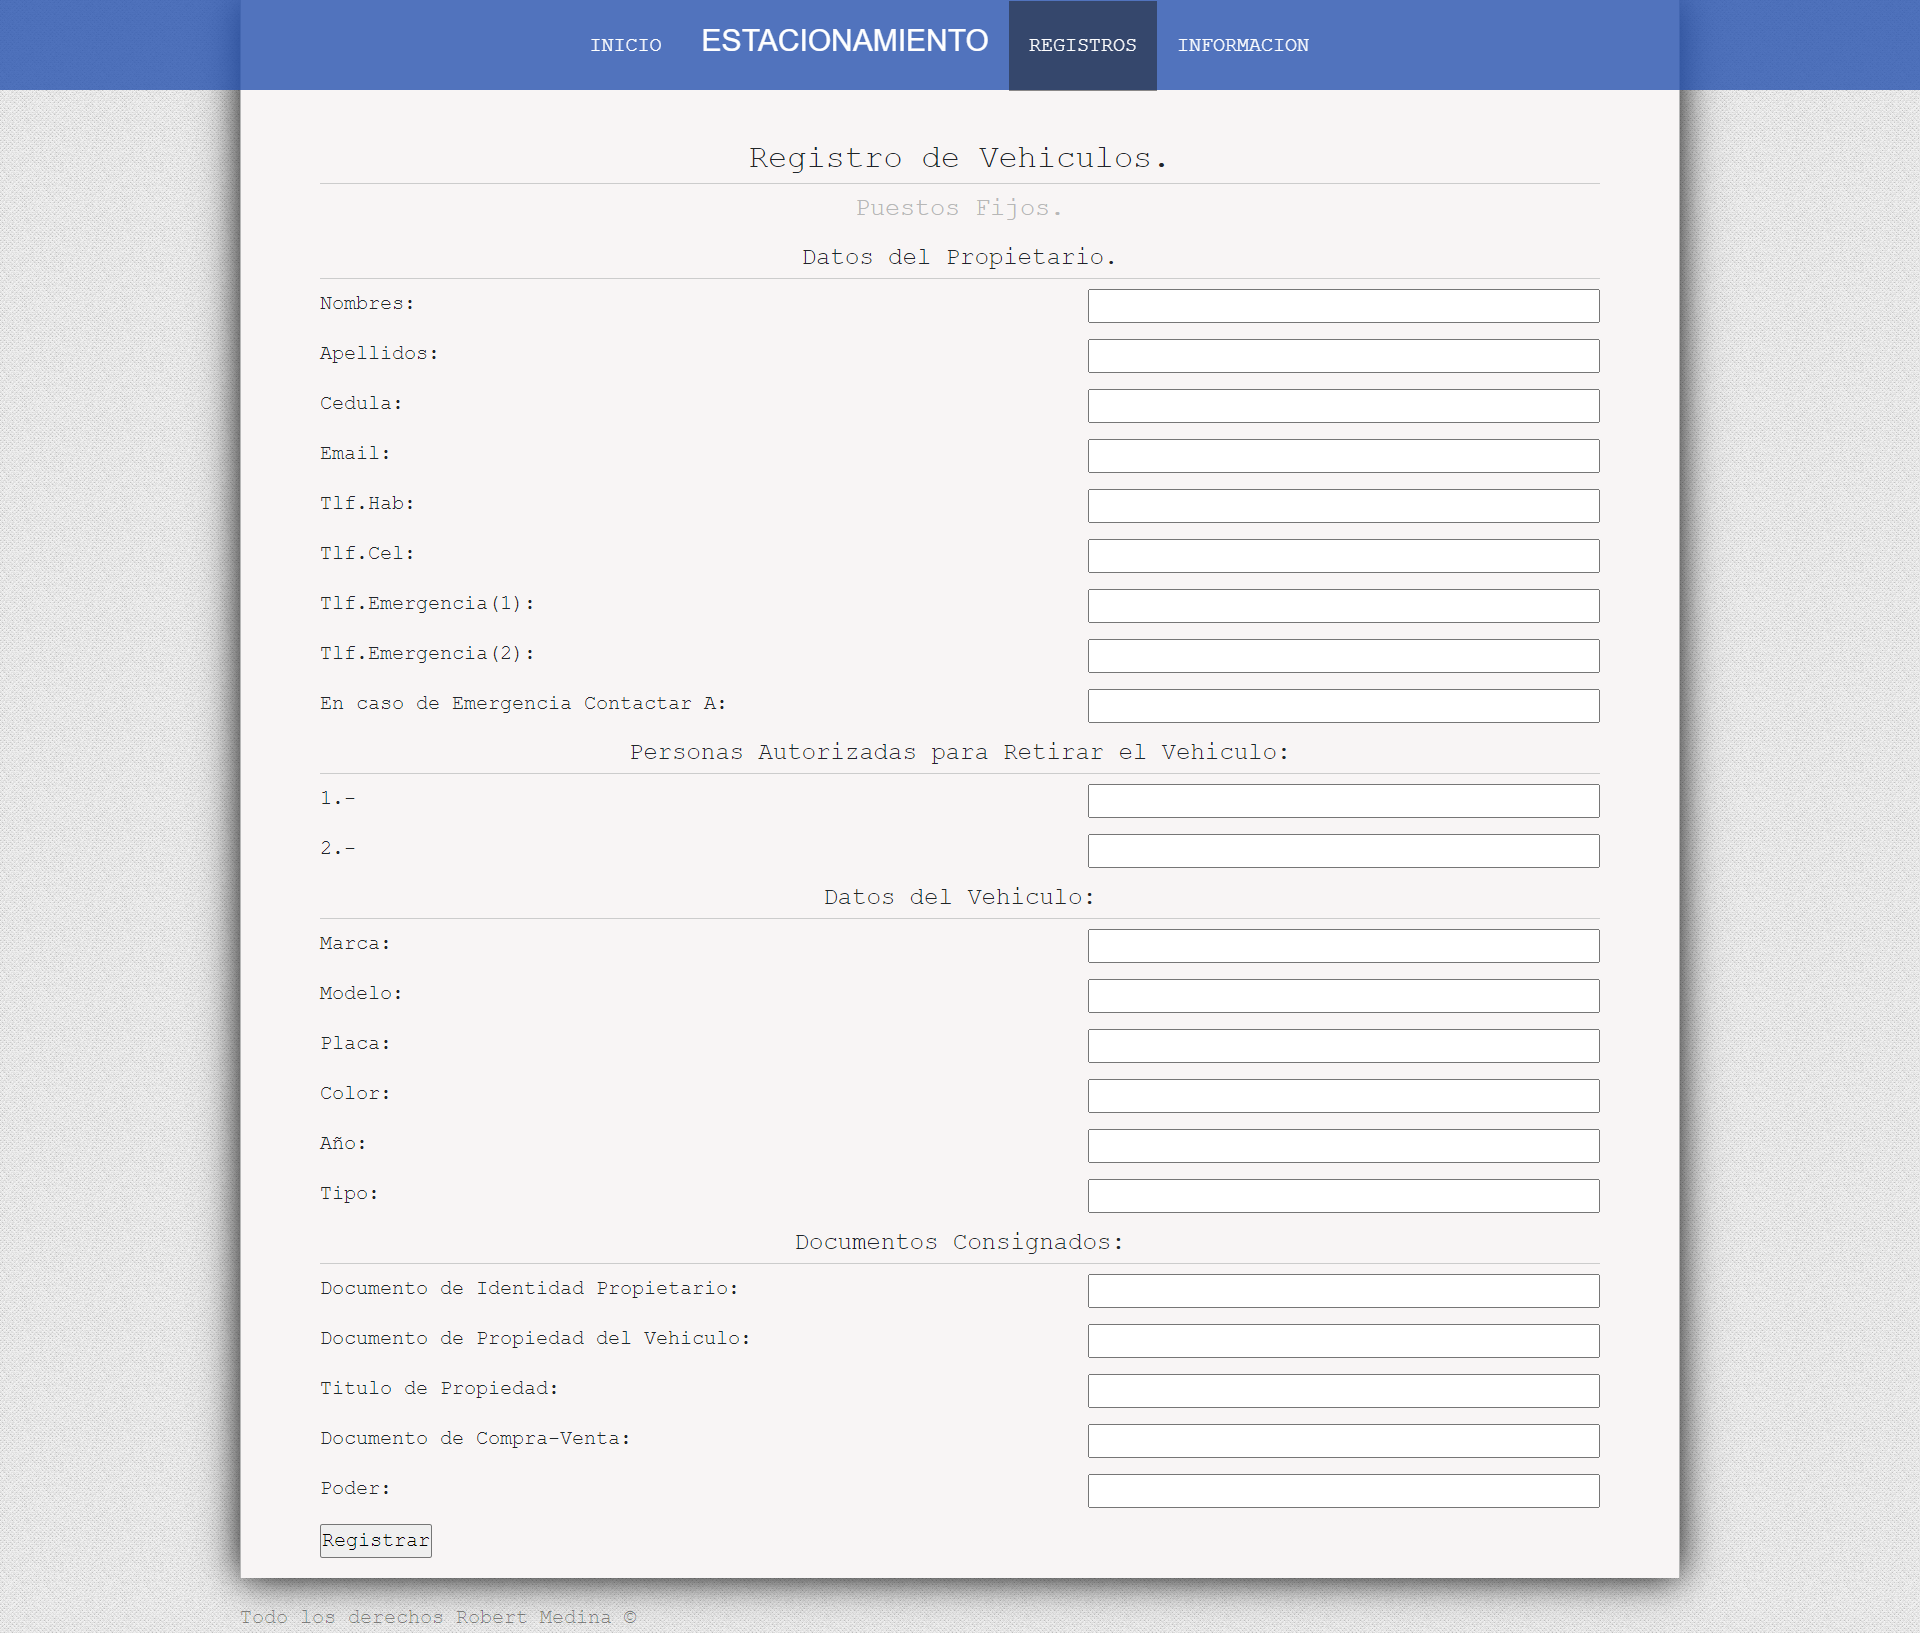 INICIO ESTACIONAMIENTO REGISTROS INFORMACION
Registro de Vehiculos.
Puestos Fijos.
Datos del Propietario.
Nombres:
Apellidos:
Cedula:
Email:
Tlf.Hab:
Tlf.Cel:
Tlf.Emergencia(1):
Tlf.Emergencia(2):
En caso de Emergencia Contactar A:
Personas Autorizadas para Retirar el Vehiculo:
1.-
2.-
Datos del Vehiculo:
Marca:
Modelo:
Placa:
Color:
Año:
Tipo:
Documentos Consignados:
Documento de Identidad Propietario:
Documento de Propiedad del Vehiculo:
Titulo de Propiedad:
Documento de Compra-Venta:
Poder:
Registrar
Todo los derechos Robert Medina ©